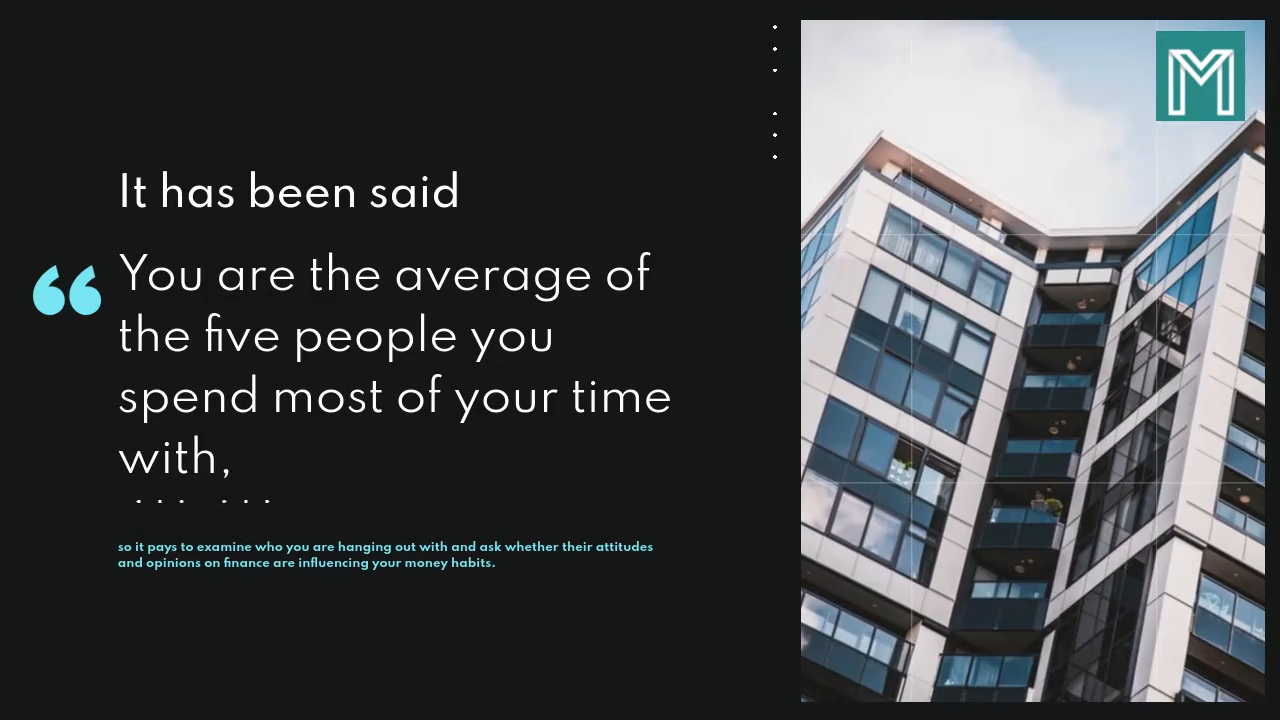 It has been said
You are the average of
the five people you
spend most of your time
with,
so it pays to examine who you are hanging out with and ask whether their attitudes
and opinions on finance are influencing your money habits.
M